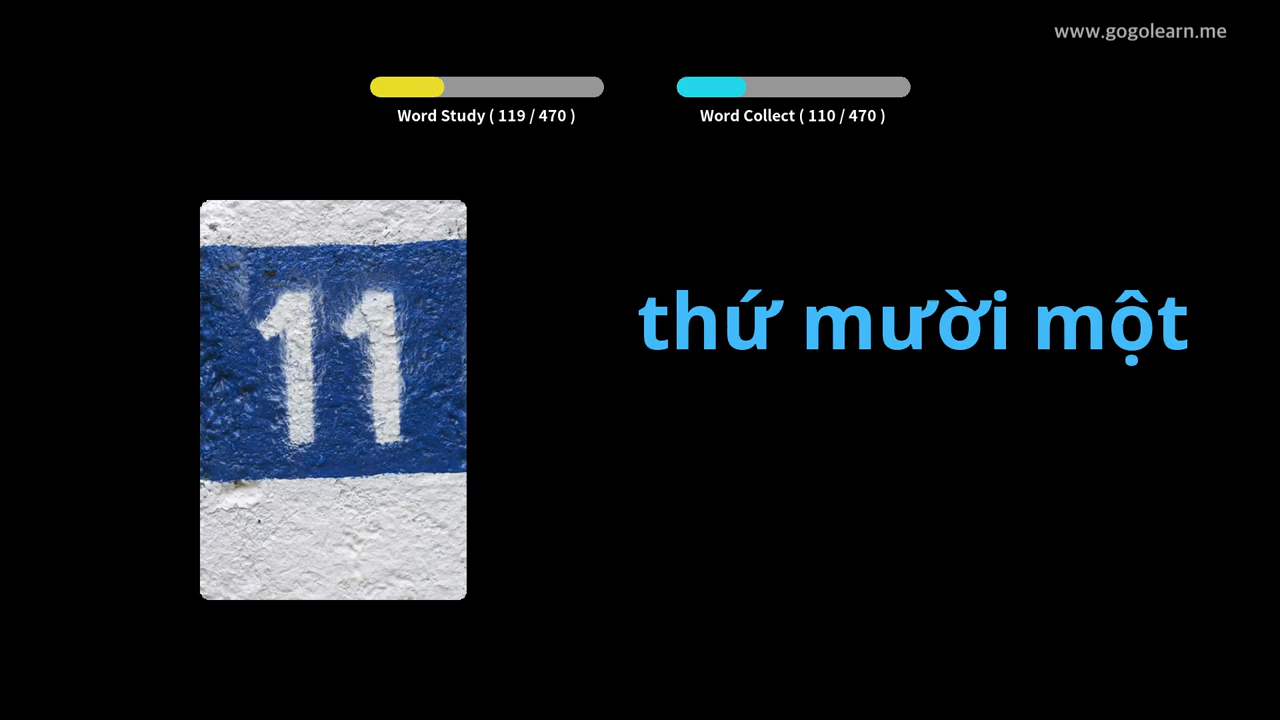 www.gogolearn.me
Word Study ( 119 / 470 )
Word Collect ( 110 / 470 )
11
thứ mười một